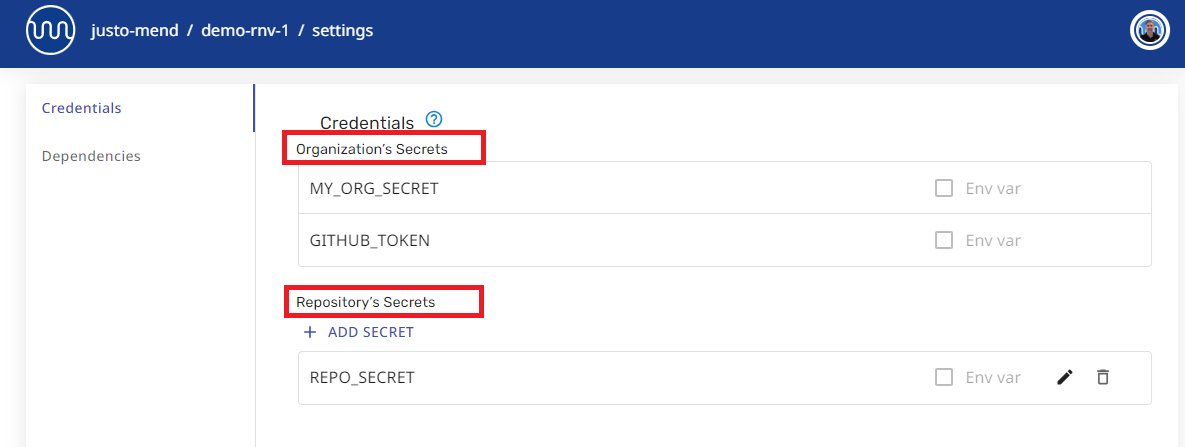 justo-mend / demo-rnv-1 / settings
Credentials
Dependencies
Credentials ?
Organization’s Secrets
MY_ORG_SECRET Env var
GITHUB_TOKEN Env var
Repository’s Secrets
+ ADD SECRET
REPO_SECRET Env var